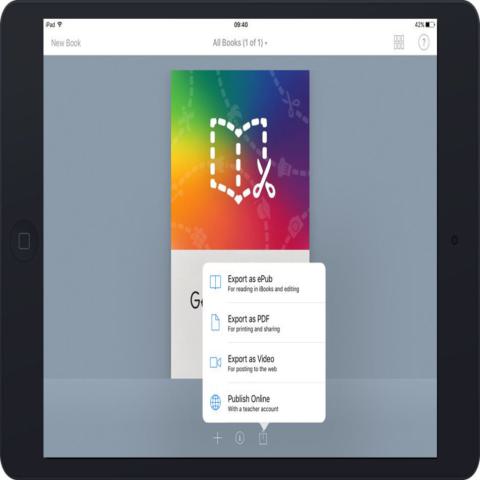 iPad 09:40 42%
New Book All Books (1 of 1) ?
Export as ePub
For reading in iBooks and editing
Export as PDF
For printing and sharing
Export as Video
For posting to the web
Publish Online
With a teacher account